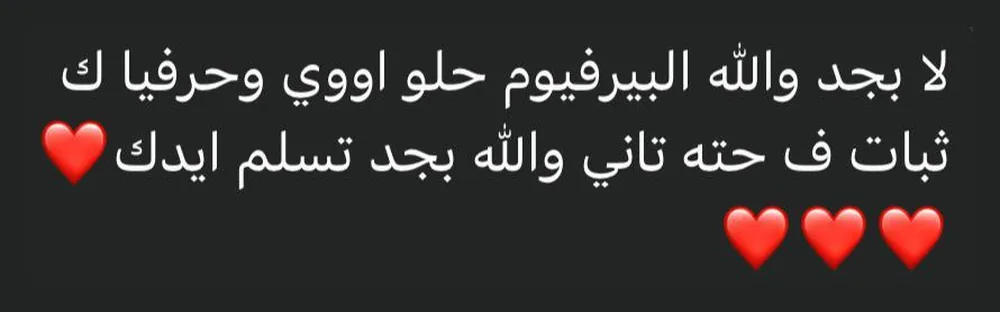 لا بجد والله البيرفيوم حلو اووي وحرفيا ك
ثبات ف حته تاني والله بجد تسلم ايدك❤️
❤️❤️❤️